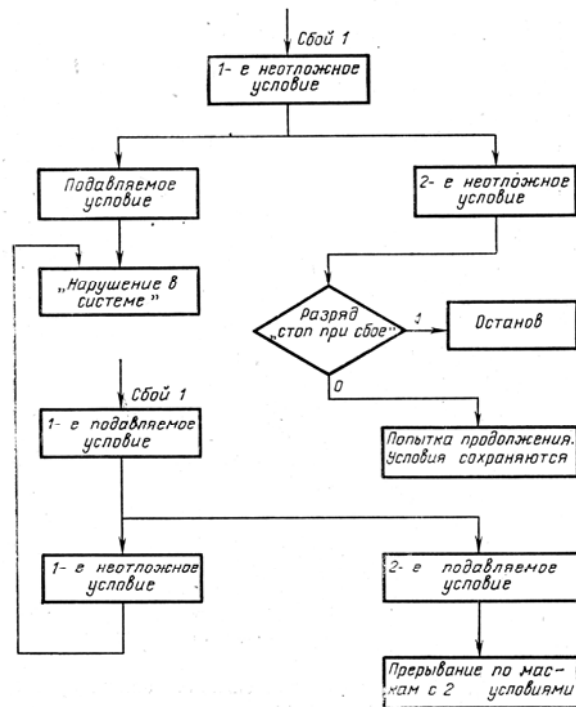 Сбой 1
1-е неотложное
условие
Подавляемое
условие
2-е неотложное
условие
„Нарушение в
системе"
Разряд
„стоп при сбое"
1
Останов
0
Сбой 1
1-е подавляемое
условие
Попытка продолжения.
Условия сохраняются
1-е неотложное
условие
2-е подавляемое
условие
Прерывание по мас-
кам с 2 условиями